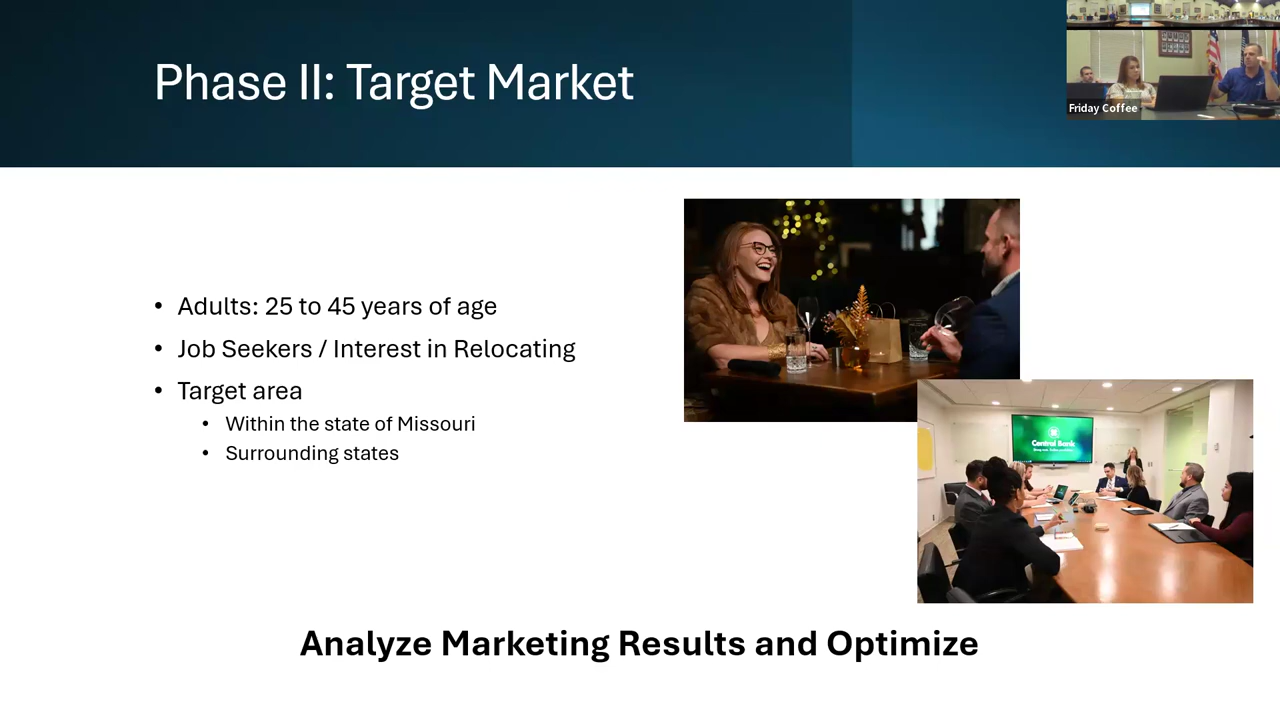 Phase II: Target Market
Friday Coffee
• Adults: 25 to 45 years of age
• Job Seekers / Interest in Relocating
• Target area
• Within the state of Missouri
• Surrounding states
Central Bank
Analyze Marketing Results and Optimize